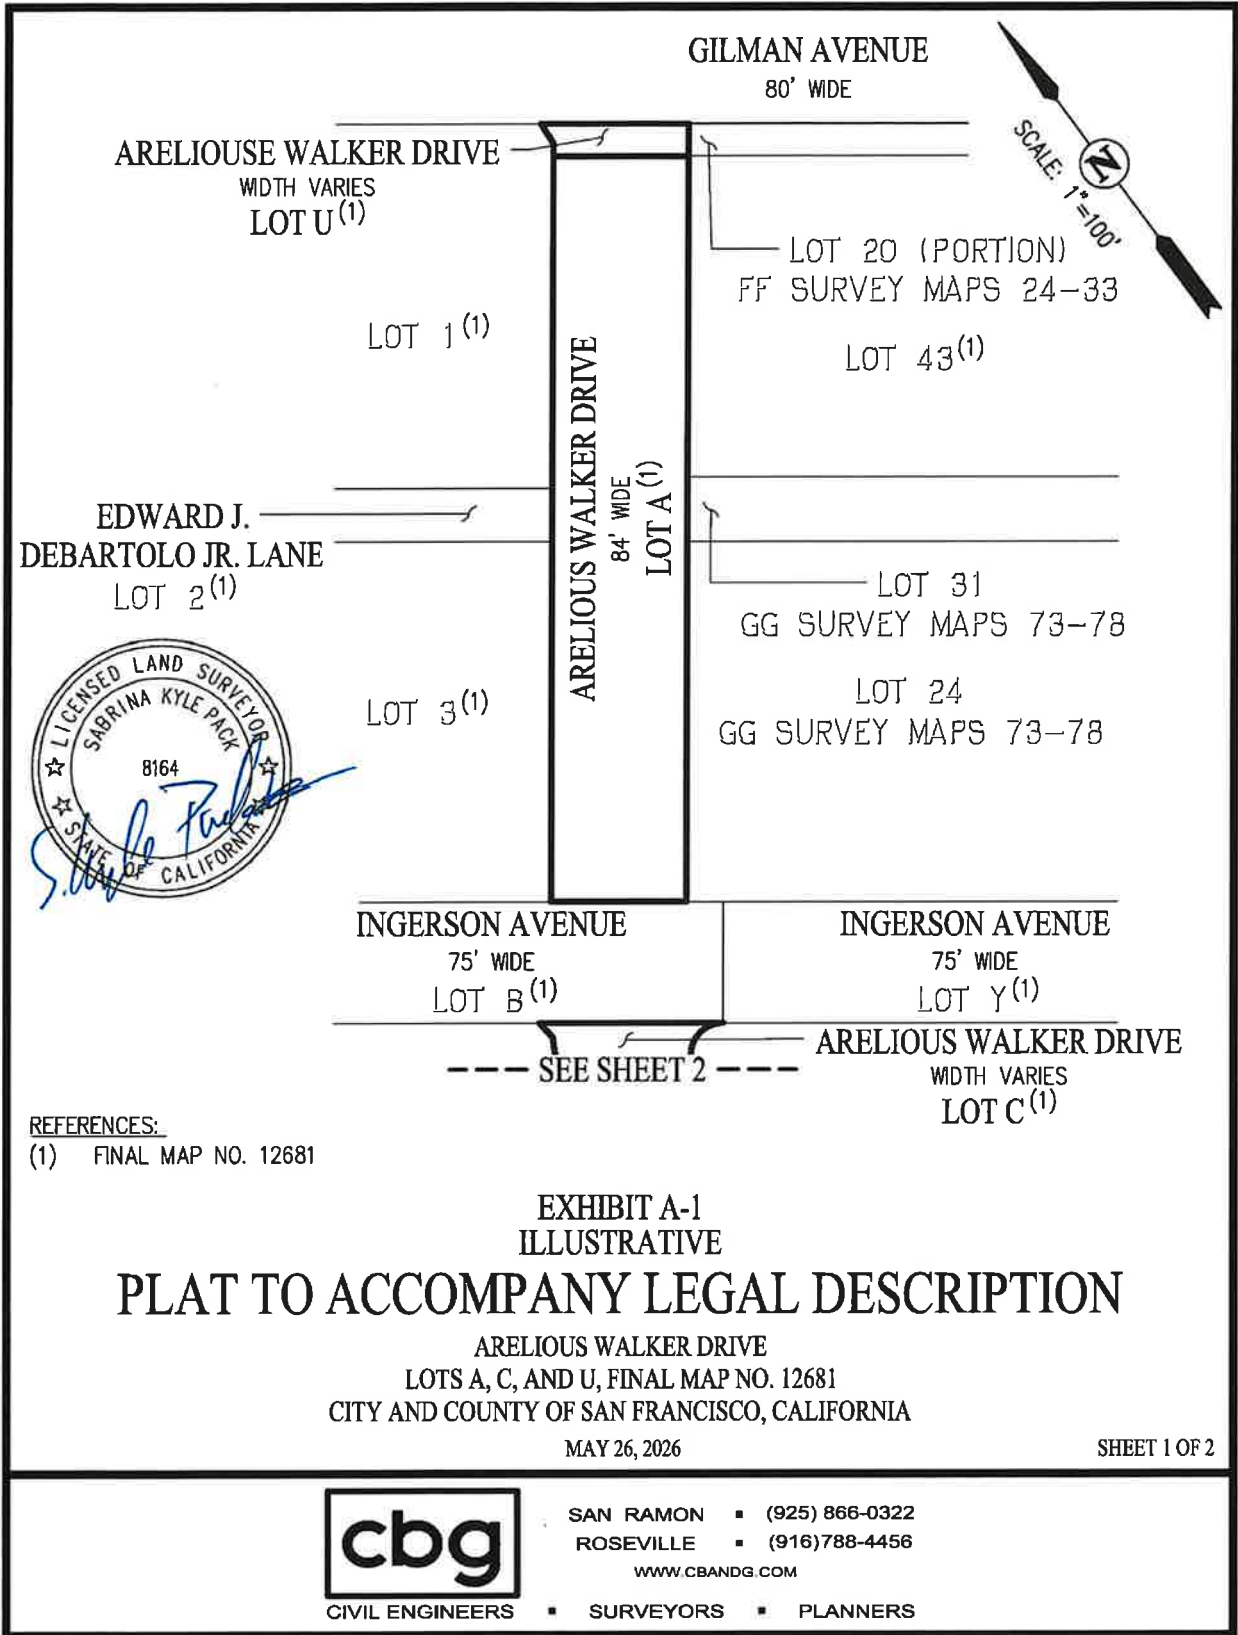 GILMAN AVENUE
80' WIDE
ARELIOUSE WALKER DRIVE
WIDTH VARIES
LOT U (1)
SCALE: 1"=100'
N
LOT 20 (PORTION)
FF SURVEY MAPS 24-33
LOT 1 (1)
LOT 43 (1)
ARELIOUS WALKER DRIVE
84' WIDE
LOT A (1)
EDWARD J.
DEBARTOLO JR. LANE
LOT 2 (1)
LOT 31
GG SURVEY MAPS 73-78
LICENSED LAND SURVEYOR
SABRINA KYLE PACK
8164
STATE OF CALIFORNIA
LOT 3 (1)
LOT 24
GG SURVEY MAPS 73-78
INGERSON AVENUE
75' WIDE
LOT B (1)
INGERSON AVENUE
75' WIDE
LOT Y (1)
ARELIOUS WALKER DRIVE
WIDTH VARIES
LOT C (1)
--- SEE SHEET 2 ---
REFERENCES:
(1) FINAL MAP NO. 12681
EXHIBIT A-1
ILLUSTRATIVE
PLAT TO ACCOMPANY LEGAL DESCRIPTION
ARELIOUS WALKER DRIVE
LOTS A, C, AND U, FINAL MAP NO. 12681
CITY AND COUNTY OF SAN FRANCISCO, CALIFORNIA
MAY 26, 2026
SHEET 1 OF 2
cbg
SAN RAMON ▪ (925) 866-0322
ROSEVILLE ▪ (916)788-4456
WWW.CBANDG.COM
CIVIL ENGINEERS ▪ SURVEYORS ▪ PLANNERS